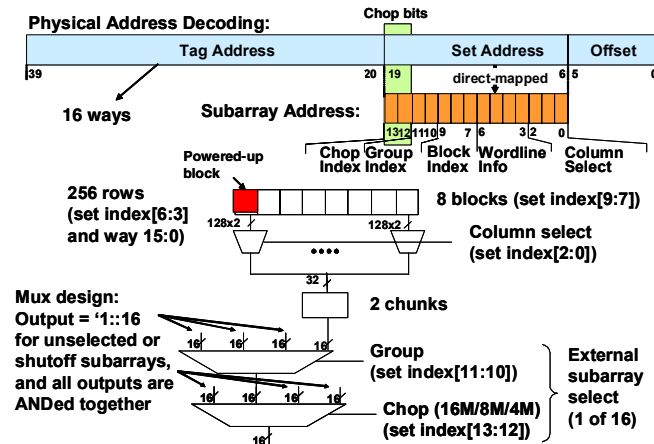 Physical Address Decoding:
Chop bits
Tag Address
Set Address
Offset
39
20
19
6
5
0
direct-mapped
16 ways
Subarray Address:
13 12 11 10 9 7 6 3 2 0
Chop Group Block Wordline Column
Index Index Index Info Select
Powered-up
block
256 rows
(set index[6:3]
and way 15:0)
8 blocks (set index[9:7])
128x2
128x2
Column select
(set index[2:0])
32
2 chunks
Mux design:
Output = ‘1::16
for unselected or
shutoff subarrays,
and all outputs are
ANDed together
16 16 16 16
Group
(set index[11:10])
16 16 16 16
Chop (16M/8M/4M)
(set index[13:12])
16
External
subarray
select
(1 of 16)